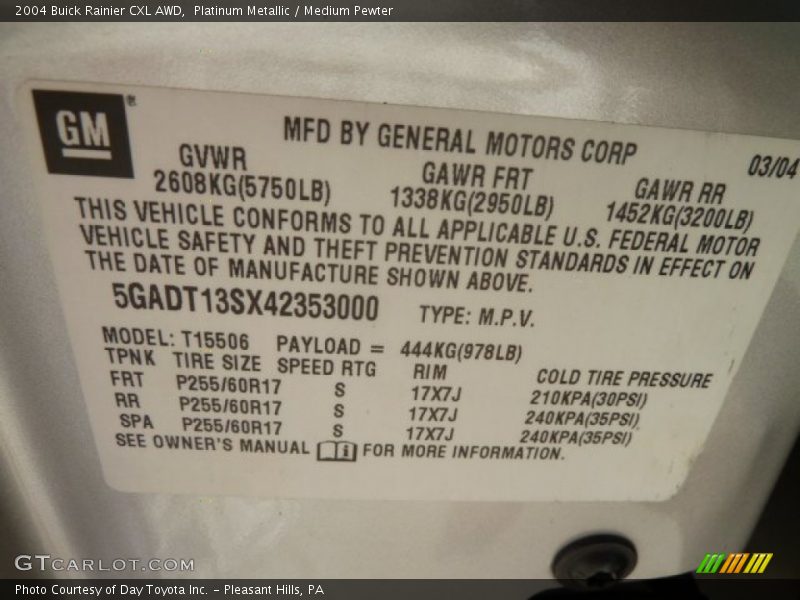 2004 Buick Rainier CXL AWD,  Platinum Metallic / Medium Pewter
GM®
MFD BY GENERAL MOTORS CORP
03/04
GVWR GAWR FRT GAWR RR
2608KG(5750LB) 1338KG(2950LB) 1452KG(3200LB)
THIS VEHICLE CONFORMS TO ALL APPLICABLE U.S. FEDERAL MOTOR
VEHICLE SAFETY AND THEFT PREVENTION STANDARDS IN EFFECT ON
THE DATE OF MANUFACTURE SHOWN ABOVE.
5GADT13SX42353000 TYPE: M.P.V.
MODEL: T15506 PAYLOAD = 444KG(978LB)
TPNK TIRE SIZE SPEED RTG RIM COLD TIRE PRESSURE
FRT P255/60R17 S 17X7J 210KPA(30PSI)
RR P255/60R17 S 17X7J 240KPA(35PSI)
SPA P255/60R17 S 17X7J 240KPA(35PSI)
SEE OWNER'S MANUAL i FOR MORE INFORMATION.
GTCARLOT.COM
Photo Courtesy of Day Toyota Inc. – Pleasant Hills, PA